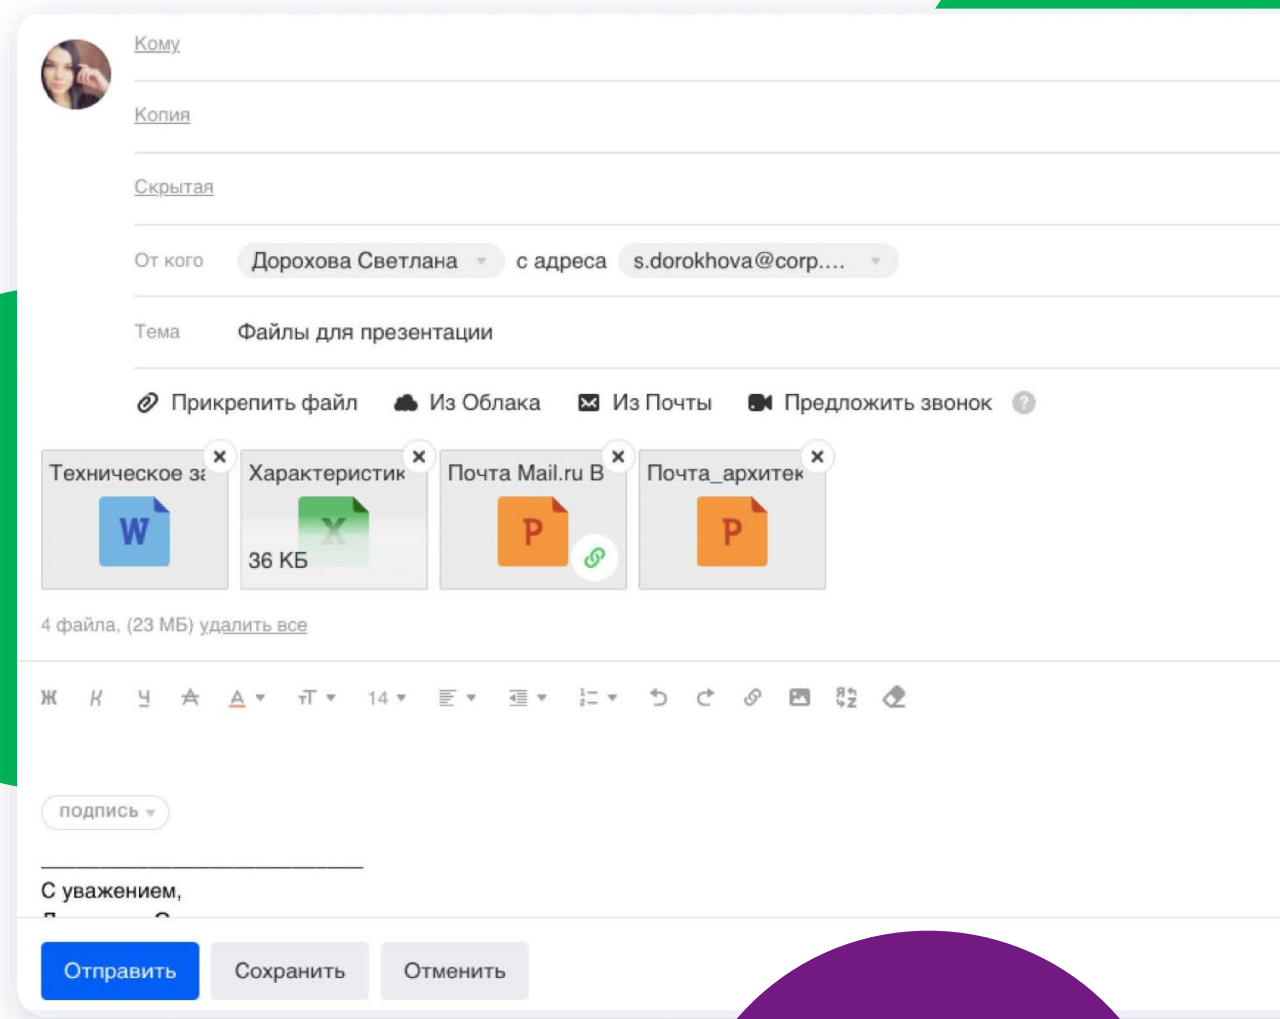 Кому
Копия
Скрытая
От кого Дорохова Светлана с адреса s.dorokhova@corp....
Тема Файлы для презентации
Прикрепить файл Из Облака Из Почты Предложить звонок ?
Техническое Характеристик Почта Mail.ru В Почта_архитек
W X P P
36 КБ
4 файла, (23 МБ) удалить все
Ж К Ч А А тТ 14
подпись
С уважением,
Отправить Сохранить Отменить